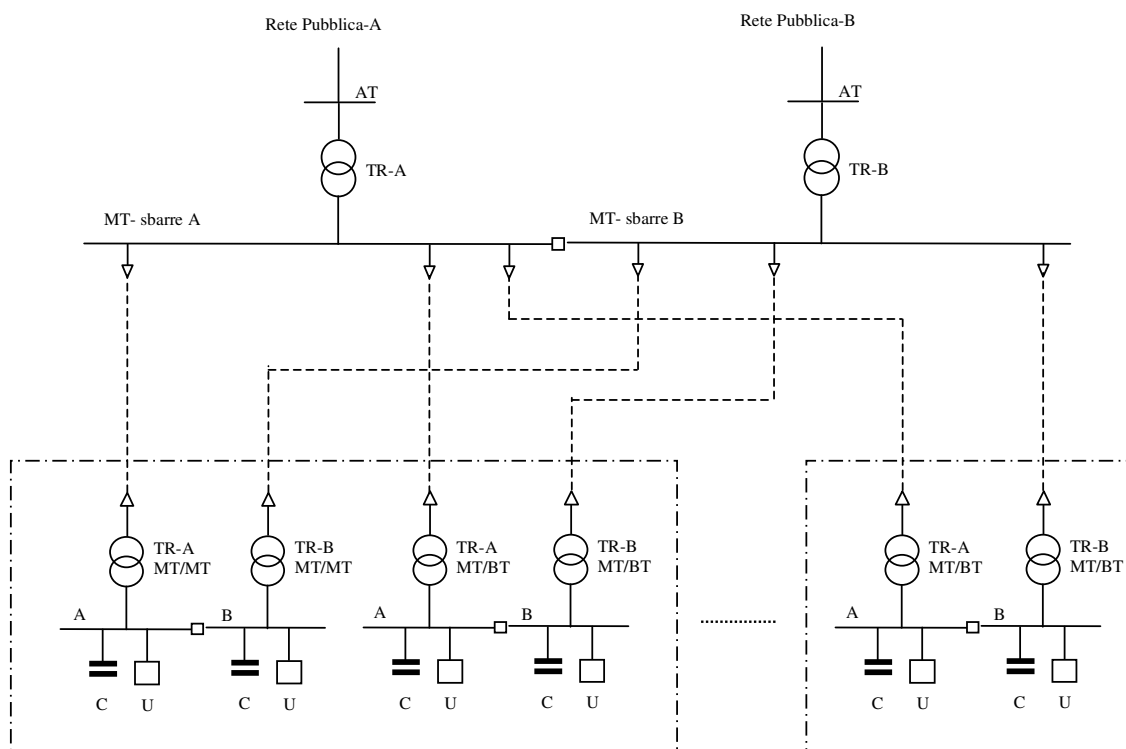 Rete Pubblica-A
Rete Pubblica-B
AT
AT
TR-A
TR-B
MT- sbarre A
MT- sbarre B
TR-A
MT/MT
TR-B
MT/MT
TR-A
MT/BT
TR-B
MT/BT
TR-A
MT/BT
TR-B
MT/BT
A
B
A
B
A
B
C
U
C
U
C
U
C
U
C
U
C
U